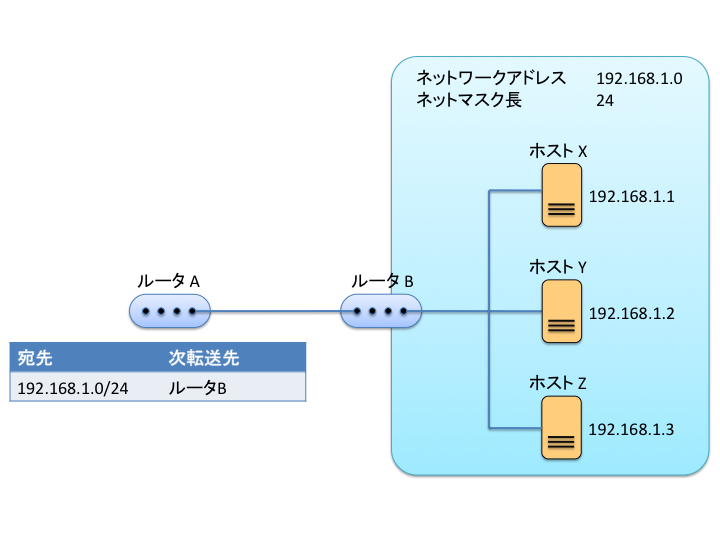 ネットワークアドレス 192.168.1.0
ネットマスク長 24
ホスト X
192.168.1.1
ルータ A
ルータ B
ホスト Y
192.168.1.2
宛先 次転送先
192.168.1.0/24 ルータB
ホスト Z
192.168.1.3